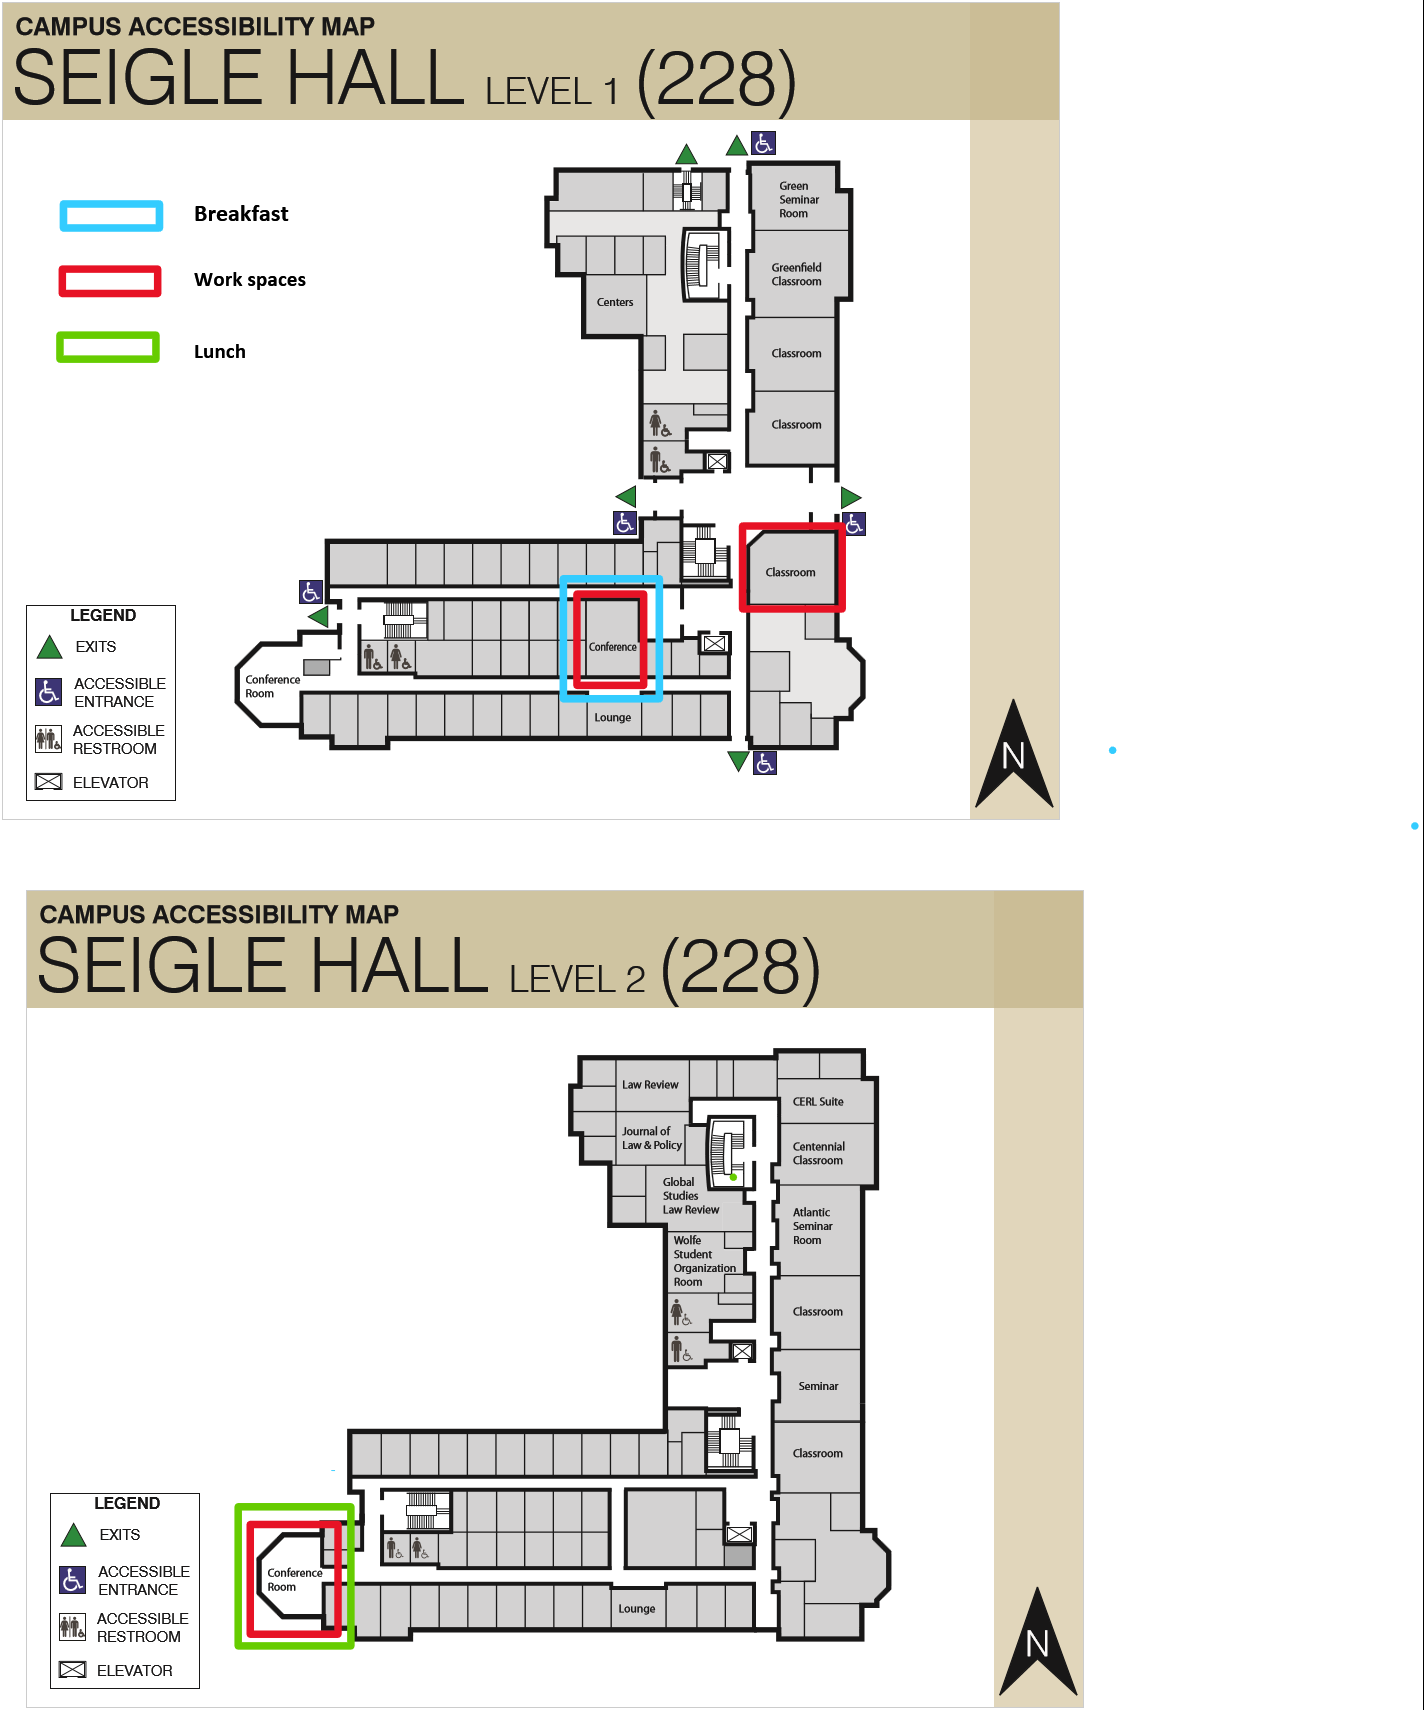 CAMPUS ACCESSIBILITY MAP
SEIGLE HALL LEVEL 1 (228)
Breakfast
Work spaces
Lunch
Green
Seminar
Room
Greenfield
Classroom
Centers
Classroom
Classroom
Classroom
Conference
Conference
Room
Lounge
LEGEND
EXITS
ACCESSIBLE
ENTRANCE
ACCESSIBLE
RESTROOM
ELEVATOR
N
CAMPUS ACCESSIBILITY MAP
SEIGLE HALL LEVEL 2 (228)
Law Review
CERL Suite
Journal of
Law & Policy
Centennial
Classroom
Global
Studies
Law Review
Atlantic
Seminar
Room
Wolfe
Student
Organization
Room
Classroom
Seminar
Classroom
Conference
Room
Lounge
LEGEND
EXITS
ACCESSIBLE
ENTRANCE
ACCESSIBLE
RESTROOM
ELEVATOR
N